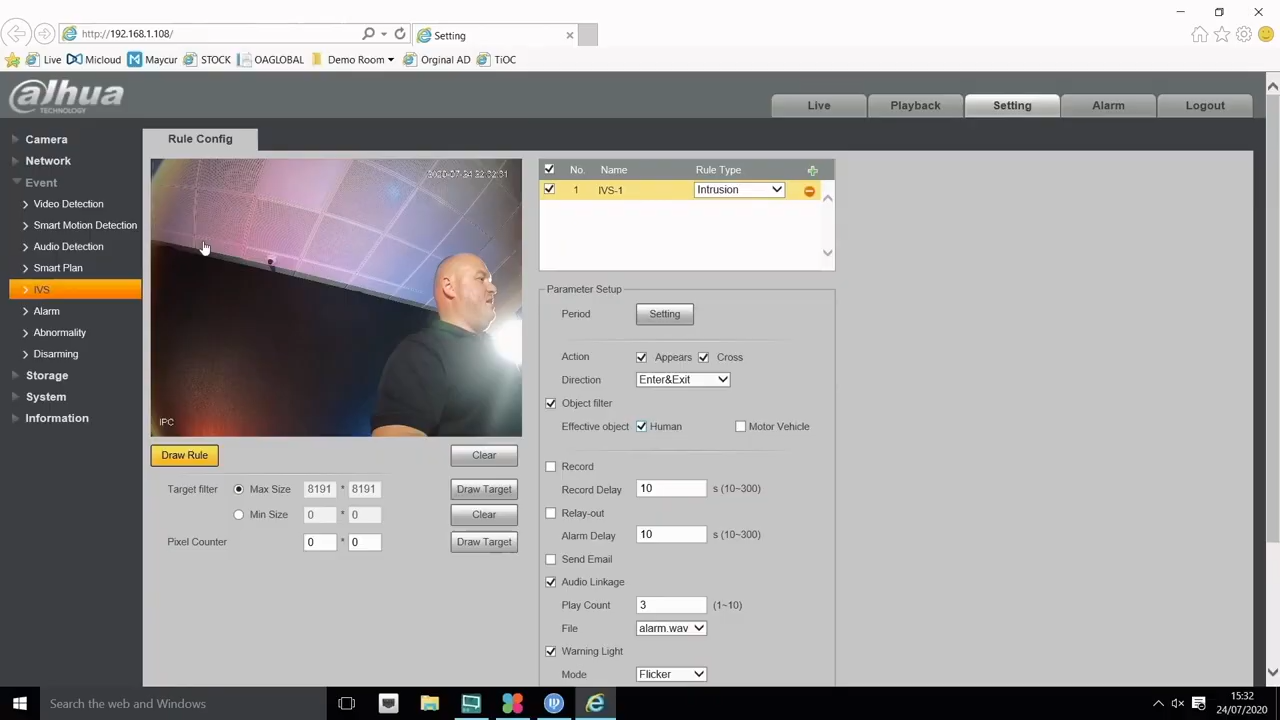 http://192.168.1.108/
Setting
Live
Micloud
Maycur
STOCK
OAGLOBAL
Demo Room
Orginal AD
TiOC
alhua
TECHNOLOGY
Live
Playback
Setting
Alarm
Logout
Camera
Network
Event
Video Detection
Smart Motion Detection
Audio Detection
Smart Plan
IVS
Alarm
Abnormality
Disarming
Storage
System
Information
Rule Config
IPC
Draw Rule
Clear
Target filter
Max Size
8191 * 8191
Draw Target
Min Size
0 * 0
Clear
Pixel Counter
0 * 0
Draw Target
No. Name Rule Type
1 IVS-1 Intrusion
Parameter Setup
Period Setting
Action Appears Cross
Direction Enter&Exit
Object filter
Effective object Human Motor Vehicle
Record
Record Delay 10 s (10~300)
Relay-out
Alarm Delay 10 s (10~300)
Send Email
Audio Linkage
Play Count 3 (1~10)
File alarm.wav
Warning Light
Mode Flicker
Search the web and Windows
15:32
24/07/2020